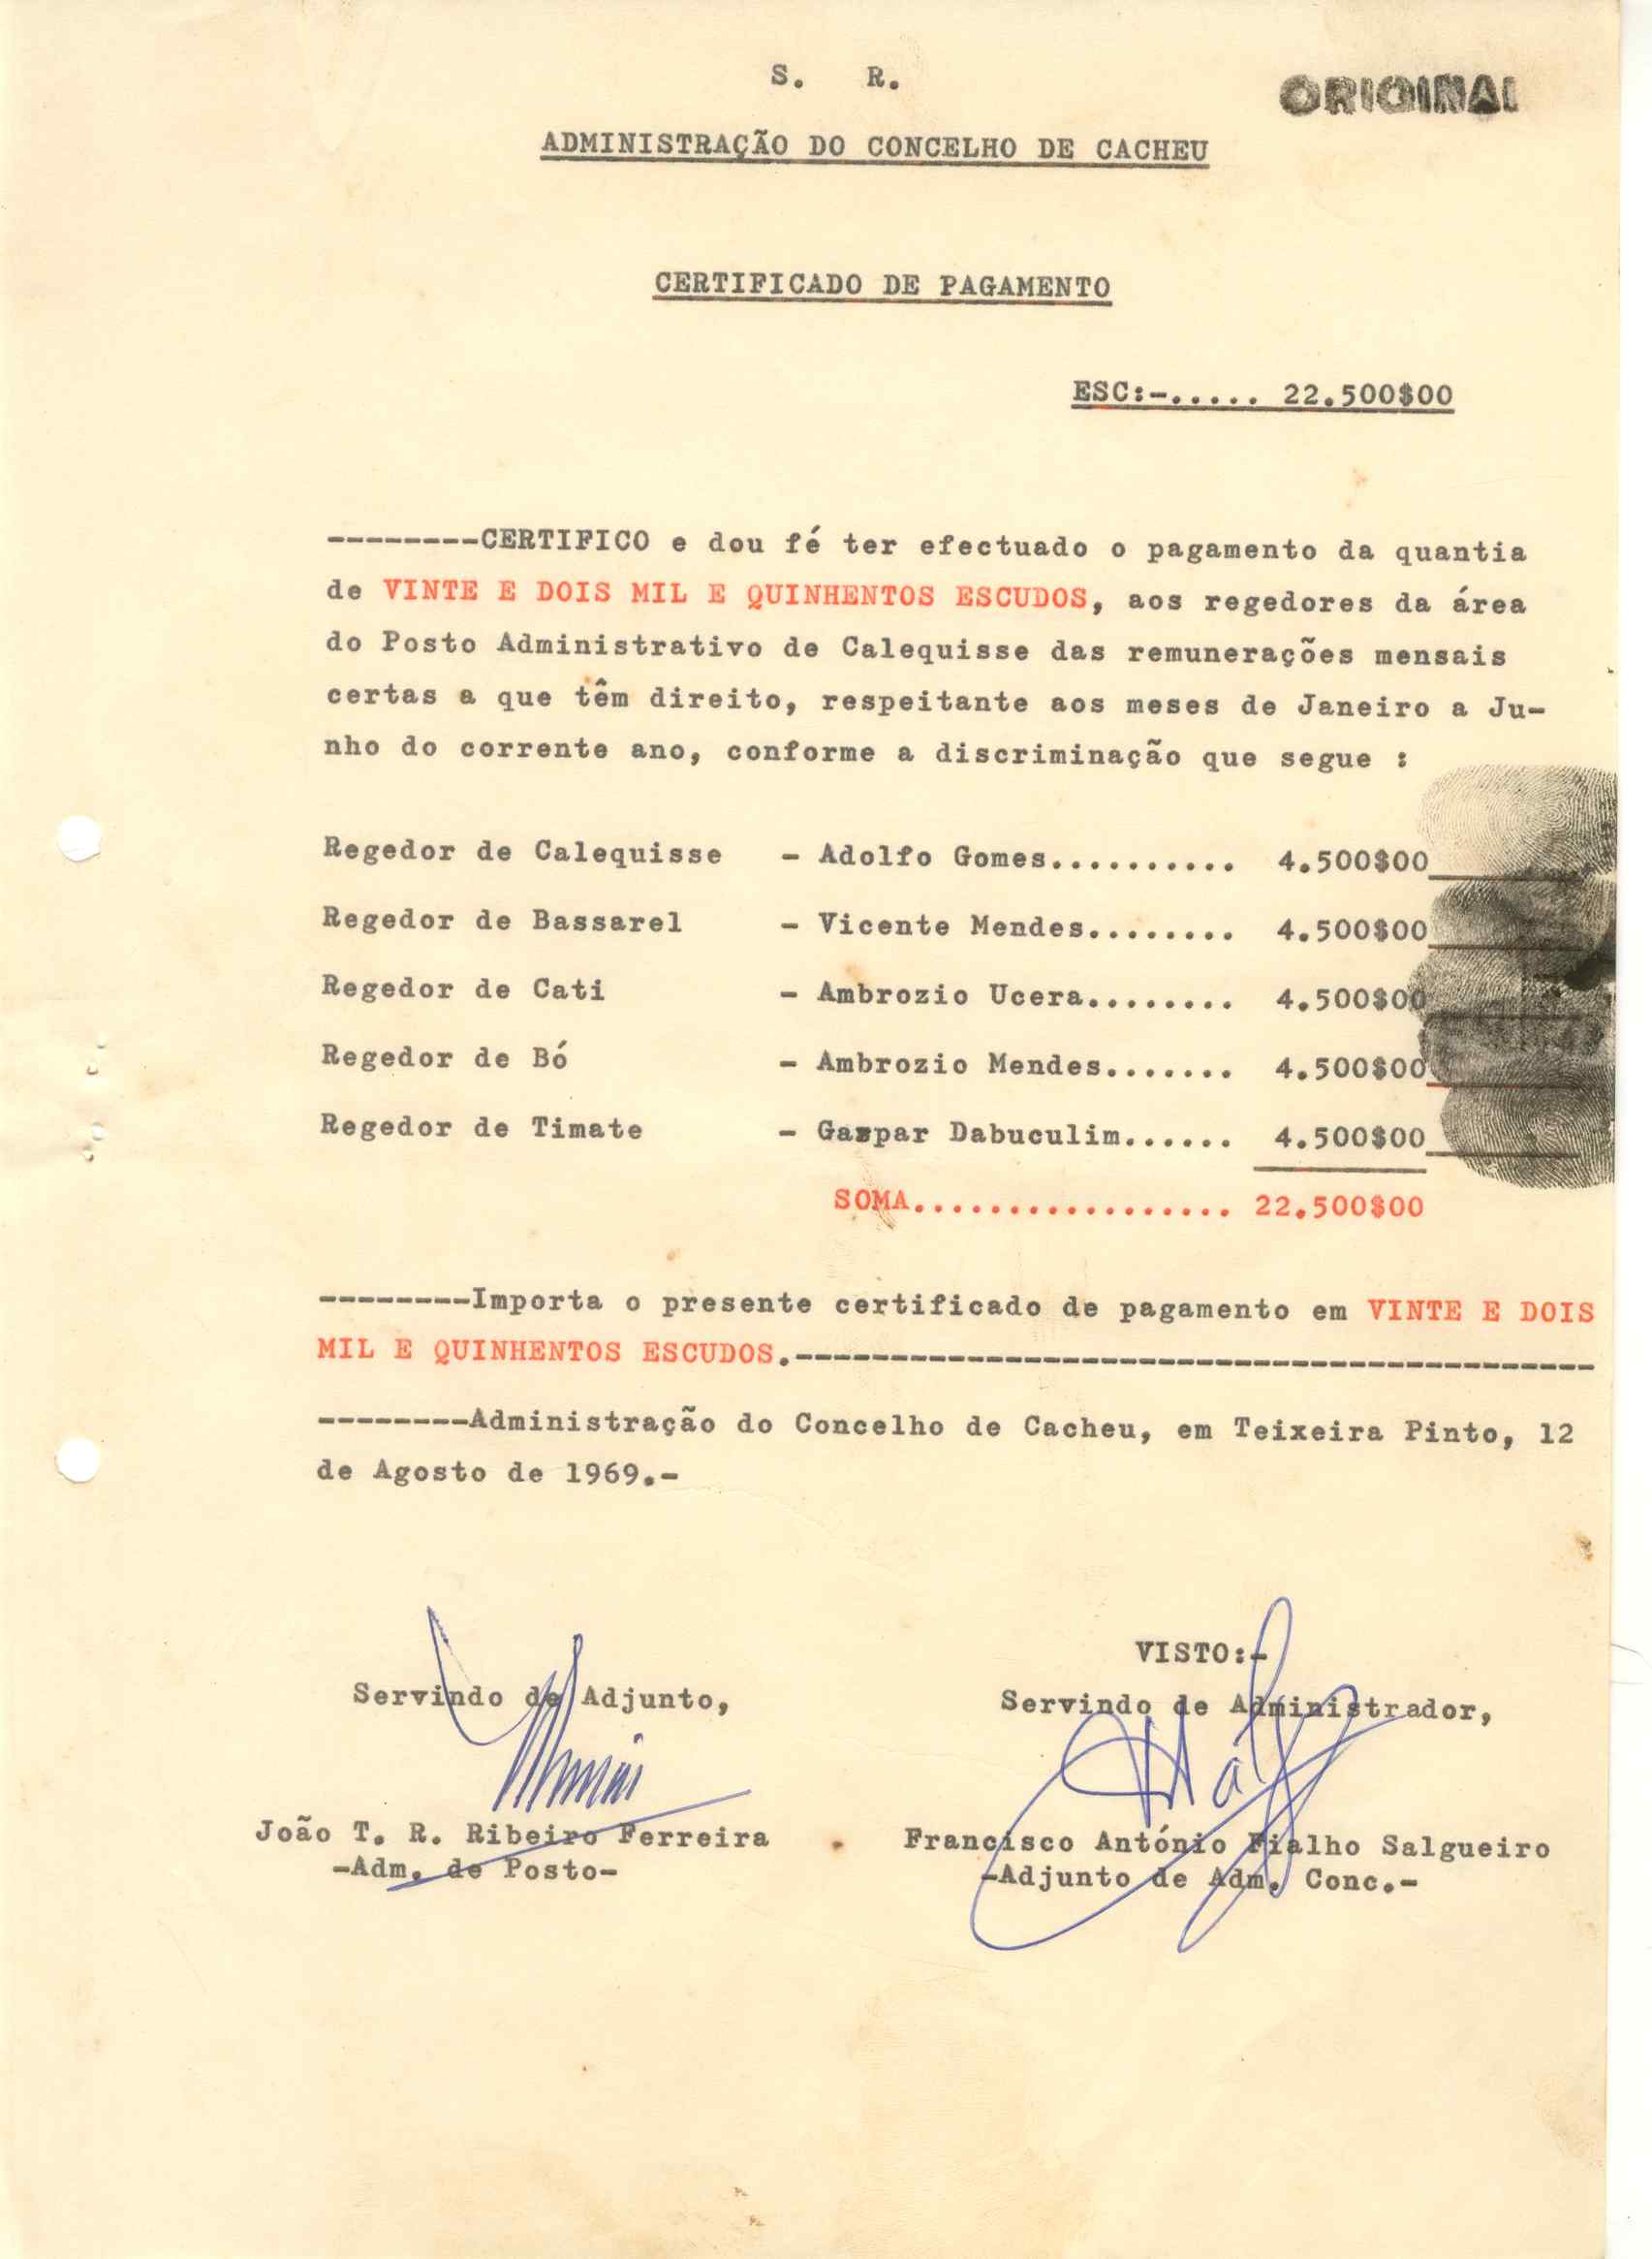 S. R.
ORIGINAL
ADMINISTRAÇÃO DO CONCELHO DE CACHEU
CERTIFICADO DE PAGAMENTO
ESC:-..... 22.500$00
--------CERTIFICO e dou fé ter efectuado o pagamento da quantia
de VINTE E DOIS MIL E QUINHENTOS ESCUDOS, aos regedores da área
do Posto Administrativo de Calequisse das remunerações mensais
certas a que têm direito, respeitante aos meses de Janeiro a Ju-
nho do corrente ano, conforme a discriminação que segue :
Regedor de Calequisse - Adolfo Gomes.......... 4.500$00
Regedor de Bassarel - Vicente Mendes........ 4.500$00
Regedor de Cati - Ambrozio Ucera........ 4.500$00
Regedor de Bó - Ambrozio Mendes....... 4.500$00
Regedor de Timate - Gaspar Dabuculim...... 4.500$00
SOMA................. 22.500$00
--------Importa o presente certificado de pagamento em VINTE E DOIS
MIL E QUINHENTOS ESCUDOS.------------------------------------------
--------Administração do Concelho de Cacheu, em Teixeira Pinto, 12
de Agosto de 1969.-
VISTO:-
Servindo de Adjunto,
Servindo de Administrador,
João T. R. Ribeiro Ferreira
-Adm. de Posto-
Francisco António Fialho Salgueiro
-Adjunto de Adm. Conc.-